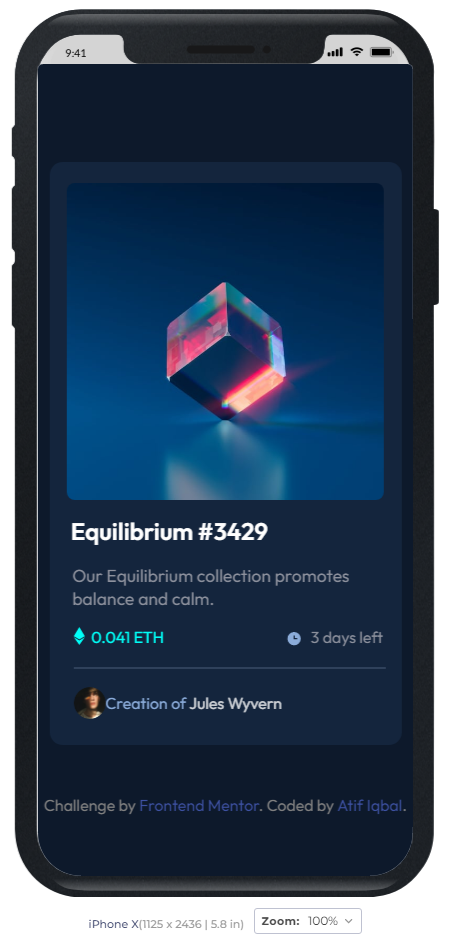 9:41
Equilibrium #3429
Our Equilibrium collection promotes
balance and calm.
0.041 ETH
3 days left
Creation of Jules Wyvern
Challenge by Frontend Mentor. Coded by Atif Iqbal.
iPhone X(1125 x 2436 | 5.8 in)
Zoom: 100%